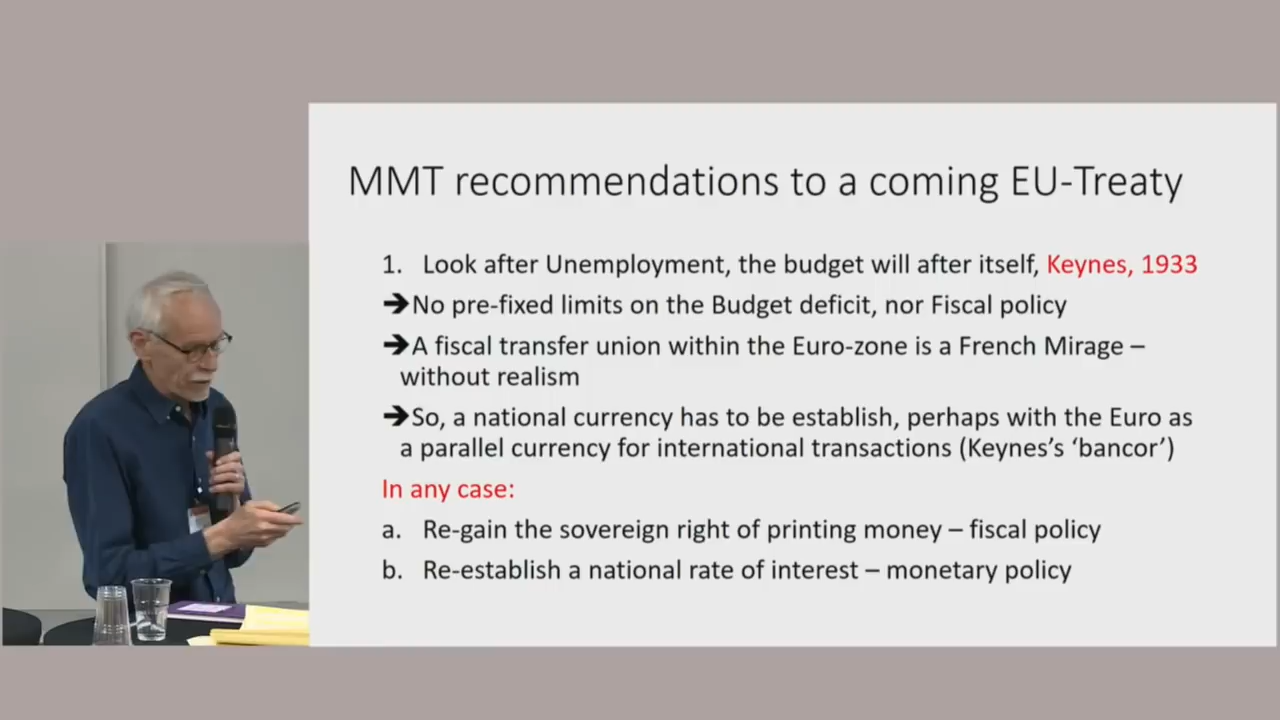 MMT recommendations to a coming EU-Treaty
1. Look after Unemployment, the budget will after itself, Keynes, 1933
➔No pre-fixed limits on the Budget deficit, nor Fiscal policy
➔A fiscal transfer union within the Euro-zone is a French Mirage –
without realism
➔So, a national currency has to be establish, perhaps with the Euro as
a parallel currency for international transactions (Keynes's 'bancor')
In any case:
a. Re-gain the sovereign right of printing money – fiscal policy
b. Re-establish a national rate of interest – monetary policy